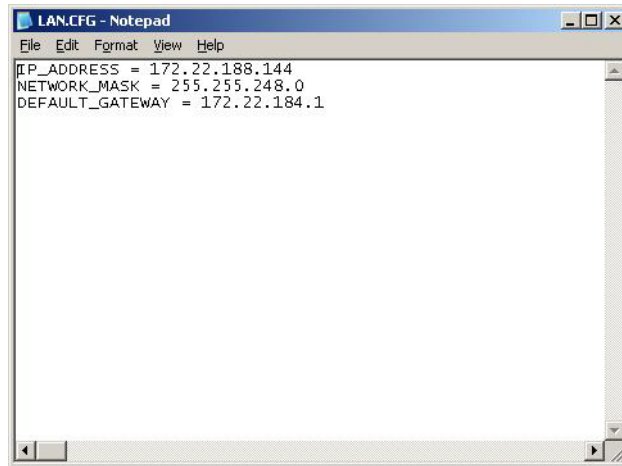 LAN.CFG - Notepad
File Edit Format View Help
IP_ADDRESS = 172.22.188.144
NETWORK_MASK = 255.255.248.0
DEFAULT_GATEWAY = 172.22.184.1